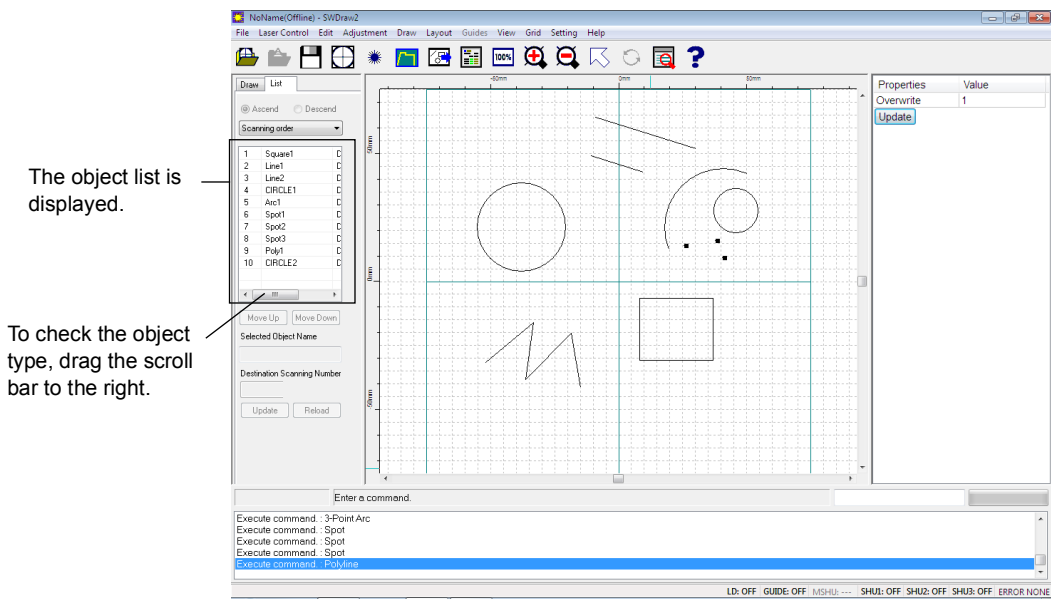 NoName(Offline) - SWDraw2
File Laser Control Edit Adjustment Draw Layout Guides View Grid Setting Help
100%
Draw List
Ascend Descend
Scanning order
1 Square1 D
2 Line1 D
3 Line2 D
4 CIRCLE1 D
5 Arc1 D
6 Spot1 D
7 Spot2 D
8 Spot3 D
9 Poly1 D
10 CIRCLE2 D
Move Up Move Down
Selected Object Name
Destination Scanning Number
Update Reload
The object list is
displayed.
To check the object
type, drag the scroll
bar to the right.
0mm
50mm
50mm
0mm
-50mm
Properties Value
Overwrite 1
Update
Enter a command.
Execute command. : 3-Point Arc
Execute command. : Spot
Execute command. : Spot
Execute command. : Spot
Execute command. : Polyline
LD: OFF GUIDE: OFF MSHU: --- SHU1: OFF SHU2: OFF SHU3: OFF ERROR NONE